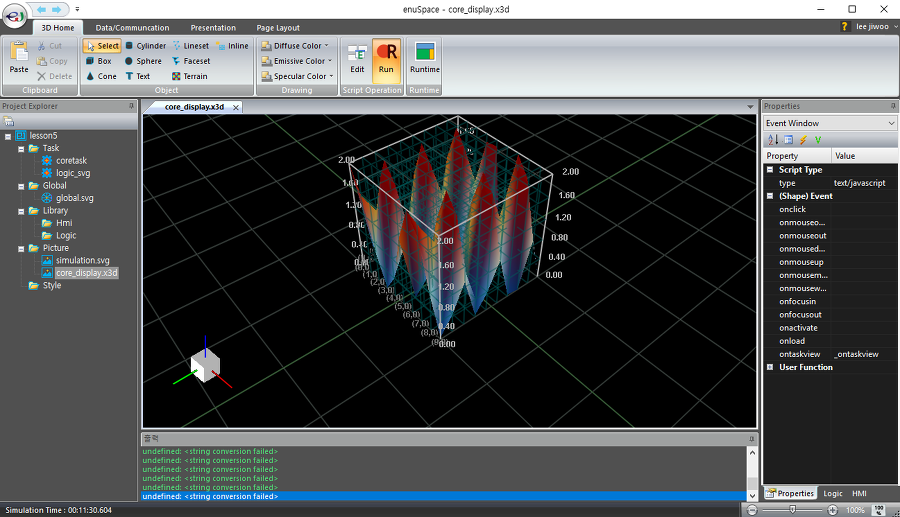 enuSpace - core_display.x3d
3D Home
Data/Communcation
Presentation
Page Layout
? lee jiwoo
Paste
Cut
Copy
Delete
Clipboard
Select
Cylinder
Lineset
Inline
Box
Sphere
Faceset
Cone
Text
Terrain
Object
Diffuse Color
Emissive Color
Specular Color
Drawing
Edit
Run
Script Operation
Runtime
Runtime
Project Explorer
lesson5
Task
coretask
logic_svg
Global
global.svg
Library
Hmi
Logic
Picture
simulation.svg
core_display.x3d
Style
core_display.x3d
2.00
1.20
0.80
0.40
2.00
1.60
1.20
0.80
0.40
0.00
2.00
1.60
1.20
0.80
0.40
0.00
(1,0)
(2,0)
(3,0)
(4,0)
(5,0)
(6,0)
(7,0)
(8,0)
출력
undefined: <string conversion failed>
undefined: <string conversion failed>
undefined: <string conversion failed>
undefined: <string conversion failed>
undefined: <string conversion failed>
undefined: <string conversion failed>
Properties
Event Window
Property Value
Script Type
type text/javascript
(Shape) Event
onclick
onmouseo...
onmouseout
onmoused...
onmouseup
onmousem...
onmousew...
onfocusin
onfocusout
onactivate
onload
ontaskview _ontaskview
User Function
Properties
Logic
HMI
Simulation Time : 00:11:30.604
100%
100 %